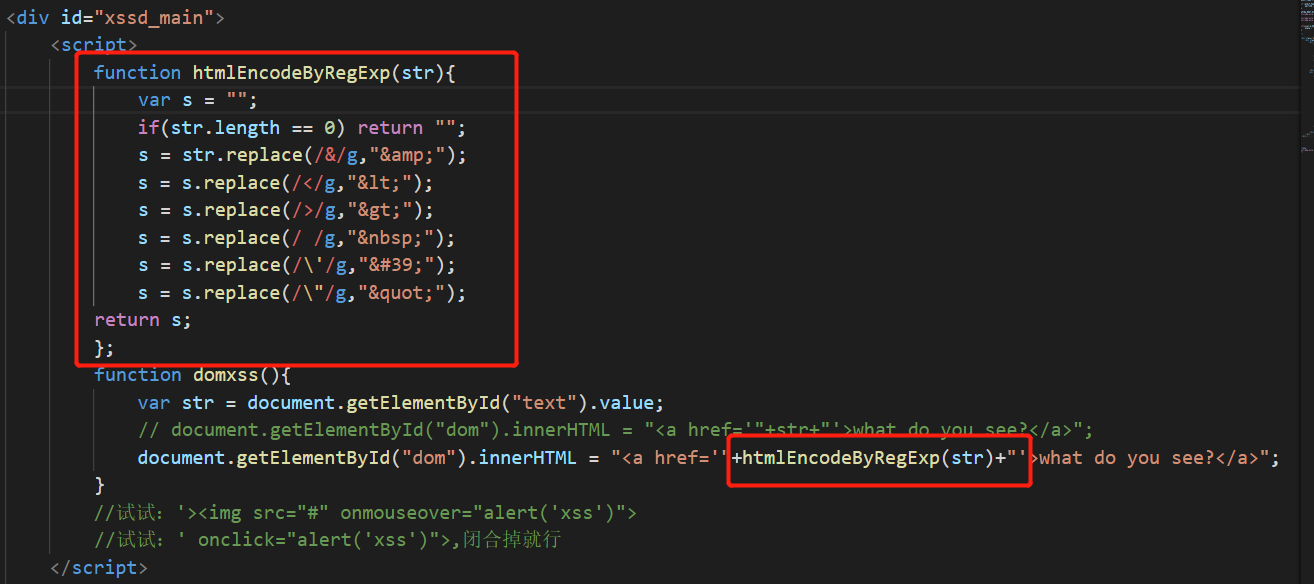 <div id="xssd_main">
<script>
function htmlEncodeByRegExp(str){
var s = "";
if(str.length == 0) return "";
s = str.replace(/&/g,"&amp;");
s = s.replace(/</g,"&lt;");
s = s.replace(/>/g,"&gt;");
s = s.replace(/ /g,"&nbsp;");
s = s.replace(/\'/g,"&#39;");
s = s.replace(/\"/g,"&quot;");
return s;
};
function domxss(){
var str = document.getElementById("text").value;
// document.getElementById("dom").innerHTML = "<a href='"+str+"'>what do you see?</a>";
document.getElementById("dom").innerHTML = "<a href='"+htmlEncodeByRegExp(str)+"'>what do you see?</a>";
}
//试试：'><img src="#" onmouseover="alert('xss')">
//试试：' onclick="alert('xss')">,闭合掉就行
</script>